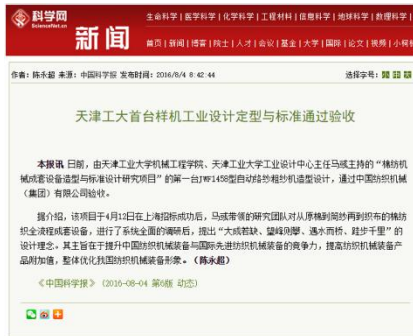 科学网
ScienceNet.cn
新闻
生命科学|医学科学|化学科学|工程材料|信息科学|地球科学|数理科学|
首页|新闻|博客|院士|人才|会议|基金|大学|国际|论文|视频|小柯
作者：陈永超 来源：中国科学报 发布时间：2016/8/4 8:42:44
选择字号：
天津工大首台样机工业设计定型与标准通过验收
本报讯 日前，由天津工业大学机械工程学院、天津工业大学工业设计中心主任马彧主持的“棉纺机
械成套设备造型与标准设计研究项目”的第一台JWF1458型自动络纱粗纱机造型设计，通过中国纺织机械
（集团）有限公司验收。
据介绍，该项目于4月12日在上海招标成功后，马彧带领的研究团队对从原棉到筒纱再到织布的棉纺
织全流程成套设备，进行了系统全面的调研后，提出“大成若缺、望峰则攀、遇水而桥、跬步千里”的
设计理念。其主旨在于提升中国纺织机械装备与国际先进纺织机械装备的竞争力，提高纺织机械装备产
品附加值，整体优化我国纺织机械装备形象。（陈永超）
《中国科学报》 (2016-08-04 第6版 动态)